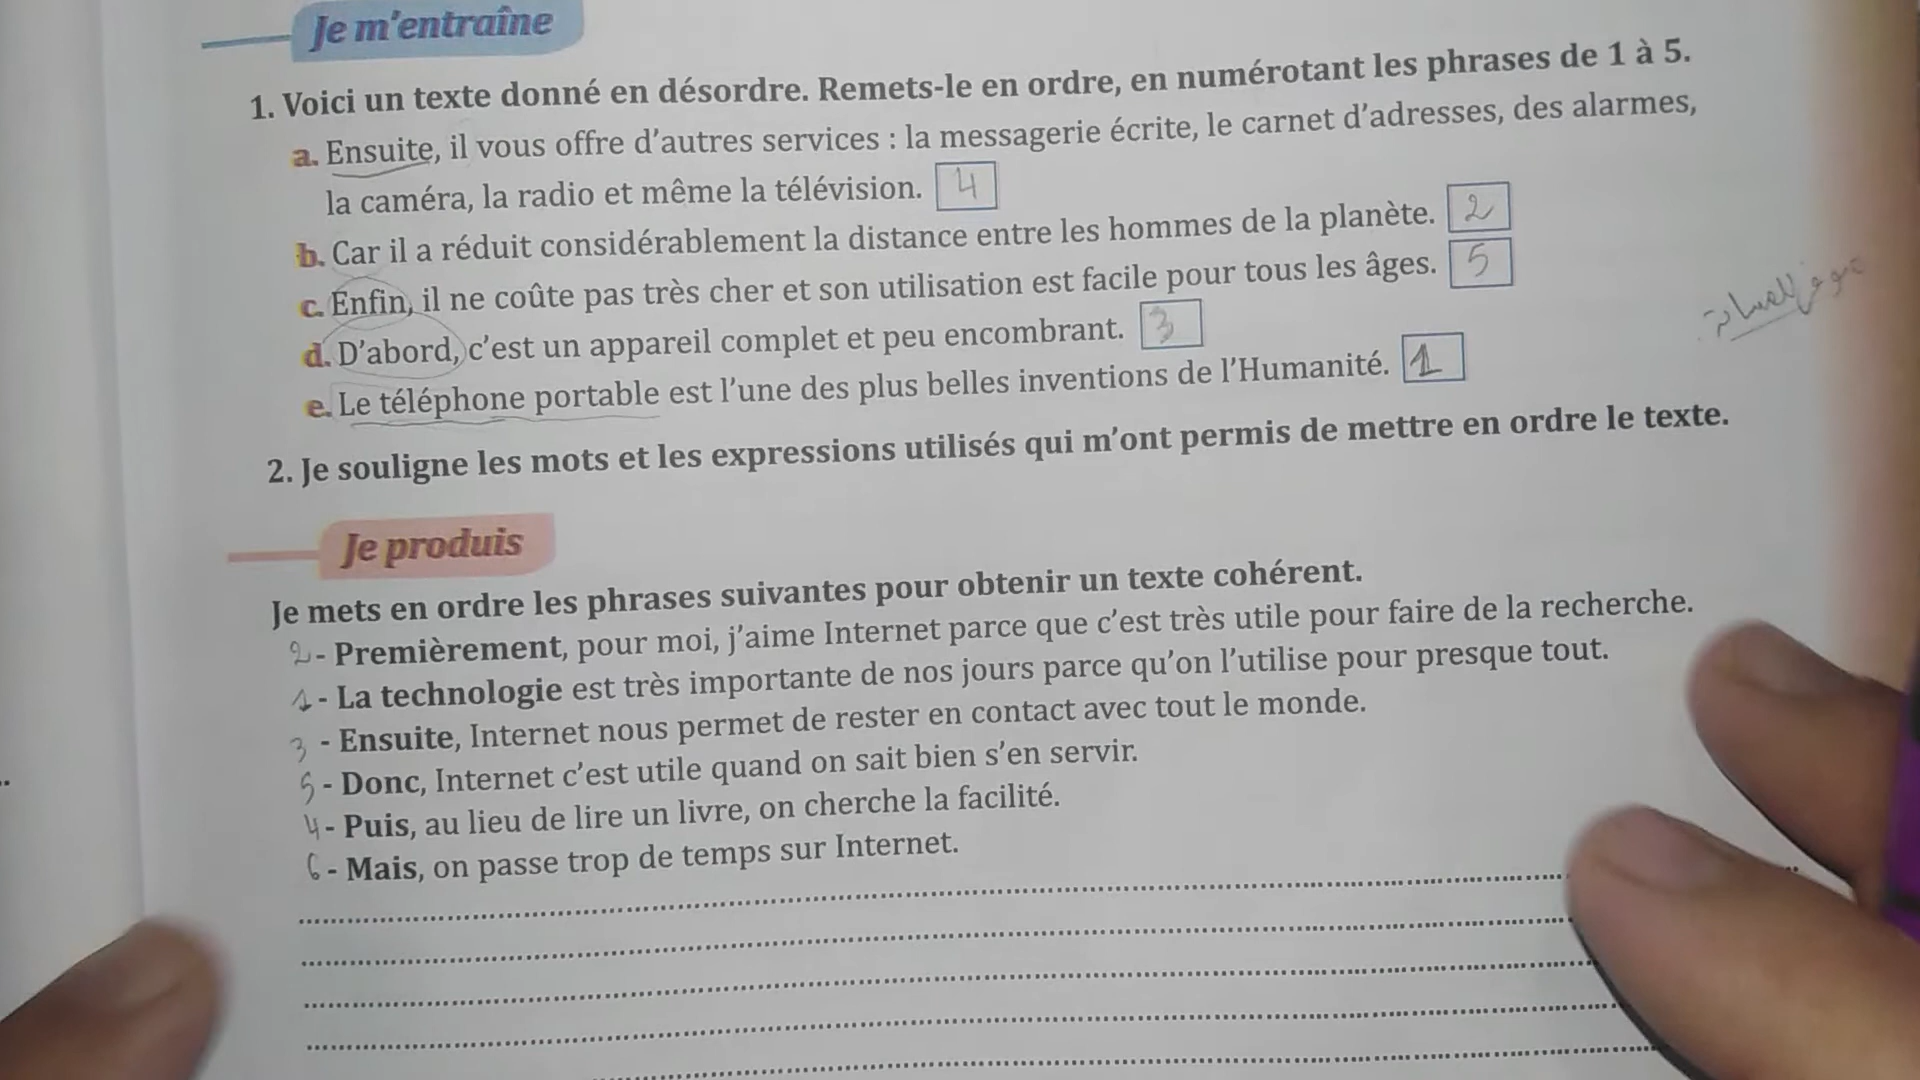 Je m'entraîne
1. Voici un texte donné en désordre. Remets-le en ordre, en numérotant les phrases de 1 à 5.
a. Ensuite, il vous offre d'autres services : la messagerie écrite, le carnet d'adresses, des alarmes,
la caméra, la radio et même la télévision. 4
b. Car il a réduit considérablement la distance entre les hommes de la planète. 2
c. Enfin, il ne coûte pas très cher et son utilisation est facile pour tous les âges. 5
d. D'abord, c'est un appareil complet et peu encombrant. 3
e. Le téléphone portable est l'une des plus belles inventions de l'Humanité. 1
2. Je souligne les mots et les expressions utilisés qui m'ont permis de mettre en ordre le texte.
Je produis
Je mets en ordre les phrases suivantes pour obtenir un texte cohérent.
2 - Premièrement, pour moi, j'aime Internet parce que c'est très utile pour faire de la recherche.
1 - La technologie est très importante de nos jours parce qu'on l'utilise pour presque tout.
3 - Ensuite, Internet nous permet de rester en contact avec tout le monde.
5 - Donc, Internet c'est utile quand on sait bien s'en servir.
4 - Puis, au lieu de lire un livre, on cherche la facilité.
6 - Mais, on passe trop de temps sur Internet.